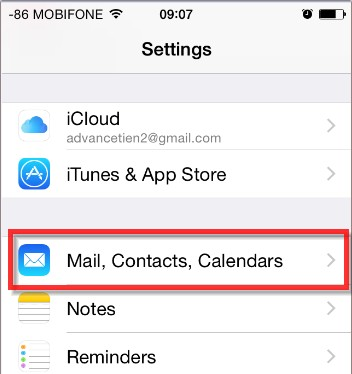 -86 MOBIFONE 09:07
Settings
iCloud
advancetien2@gmail.com
iTunes & App Store
Mail, Contacts, Calendars
Notes
Reminders